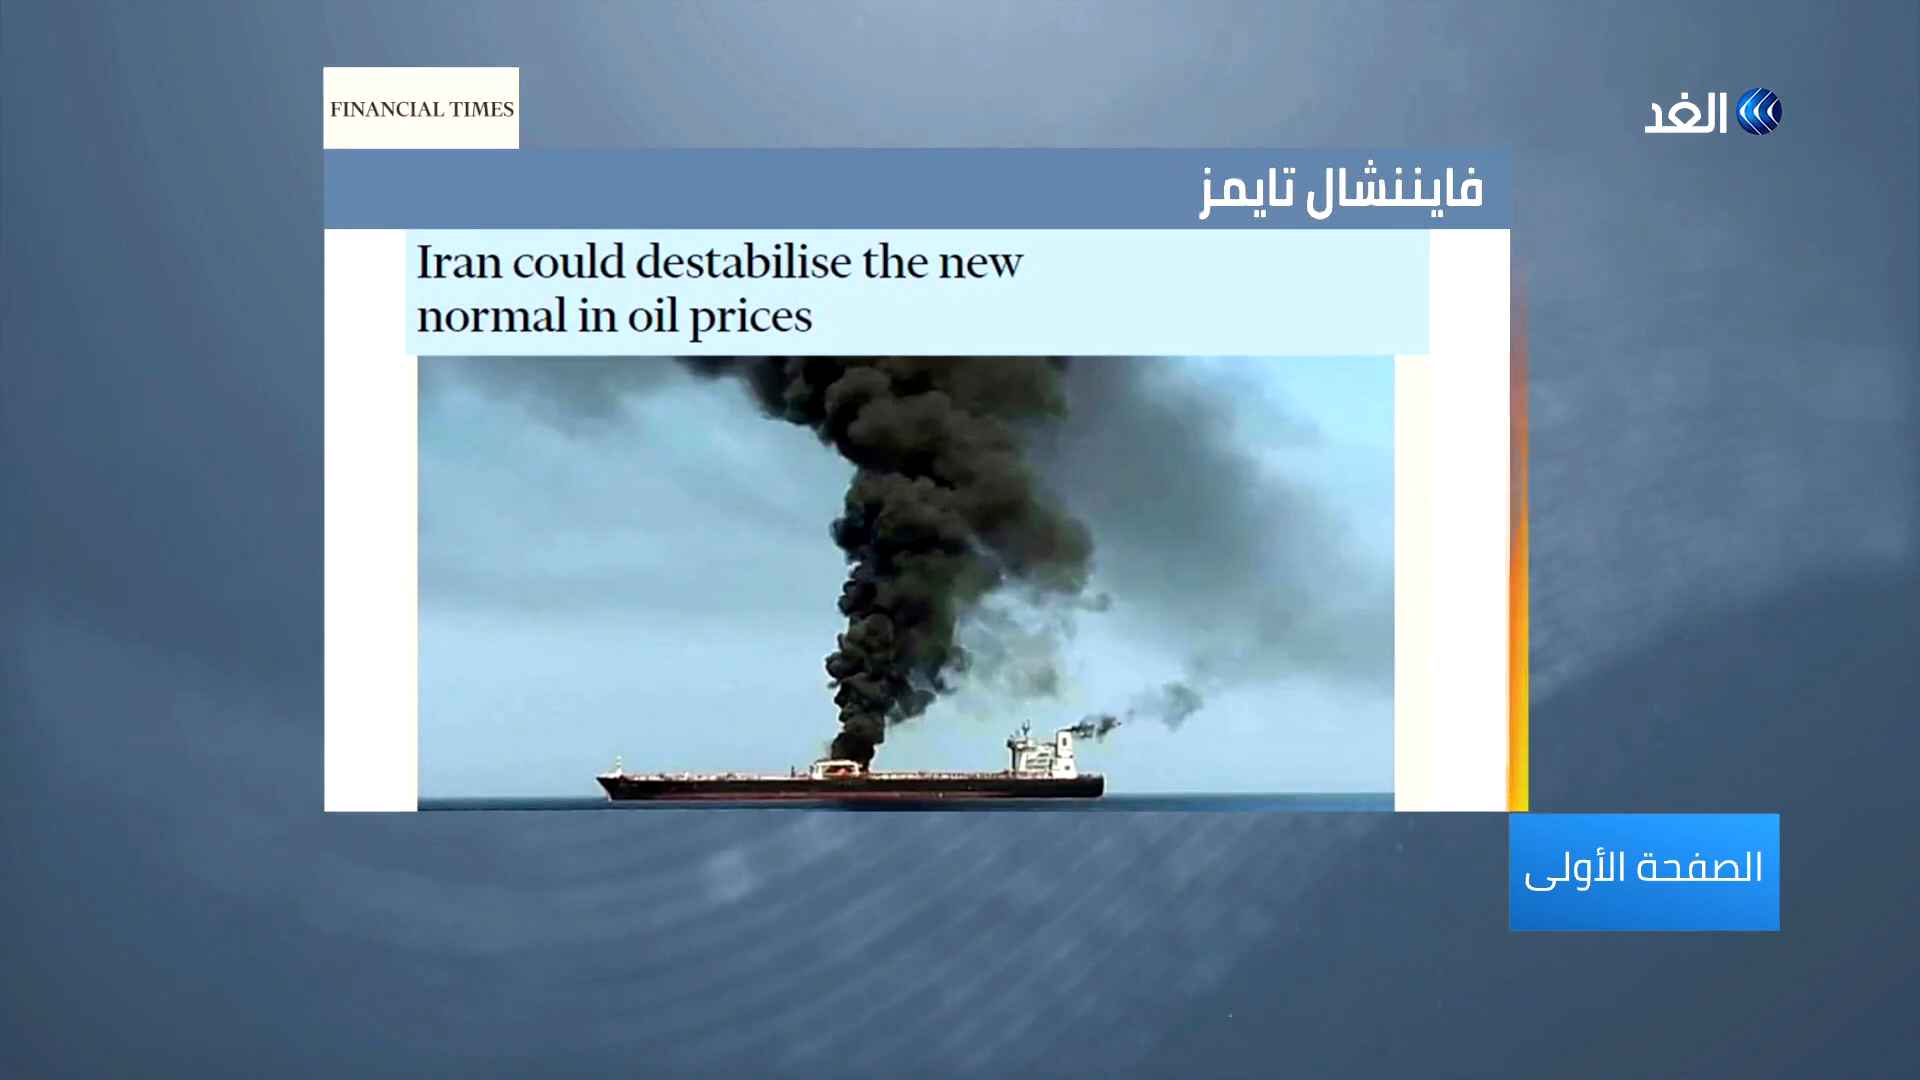 FINANCIAL TIMES
الغد
فايننشال تايمز
Iran could destabilise the new
normal in oil prices
الصفحة الأولى